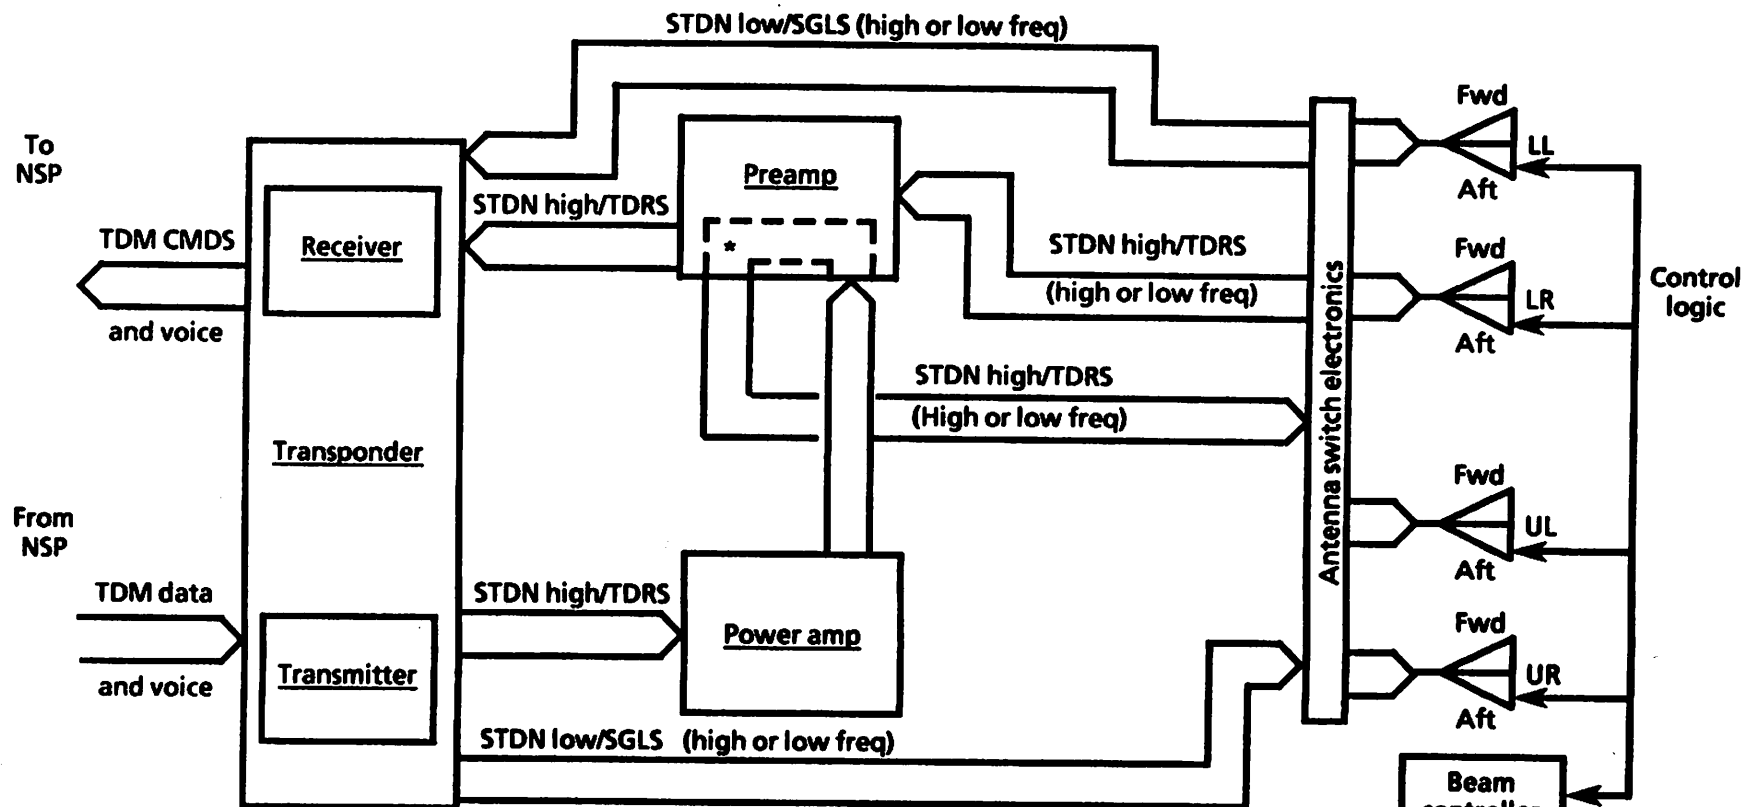 STDN low/SGLS (high or low freq)
Fwd
To
NSP
LL
Preamp
Aft
STDN high/TDRS
TDM CMDS
Receiver
*
STDN high/TDRS
(high or low freq)
Fwd
LR
Aft
Control
logic
and voice
Antenna switch electronics
STDN high/TDRS
(High or low freq)
Transponder
Fwd
UL
Aft
From
NSP
TDM data
STDN high/TDRS
Power amp
Fwd
UR
Aft
Transmitter
and voice
STDN low/SGLS (high or low freq)
Beam
controller